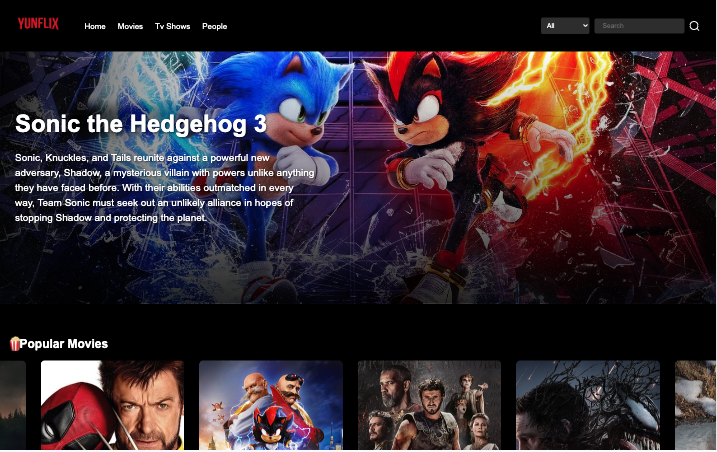 YUNFLIX
Home Movies Tv Shows People
All
Search
Sonic the Hedgehog 3
Sonic, Knuckles, and Tails reunite against a powerful new
adversary, Shadow, a mysterious villain with powers unlike anything
they have faced before. With their abilities outmatched in every
way, Team Sonic must seek out an unlikely alliance in hopes of
stopping Shadow and protecting the planet.
Popular Movies